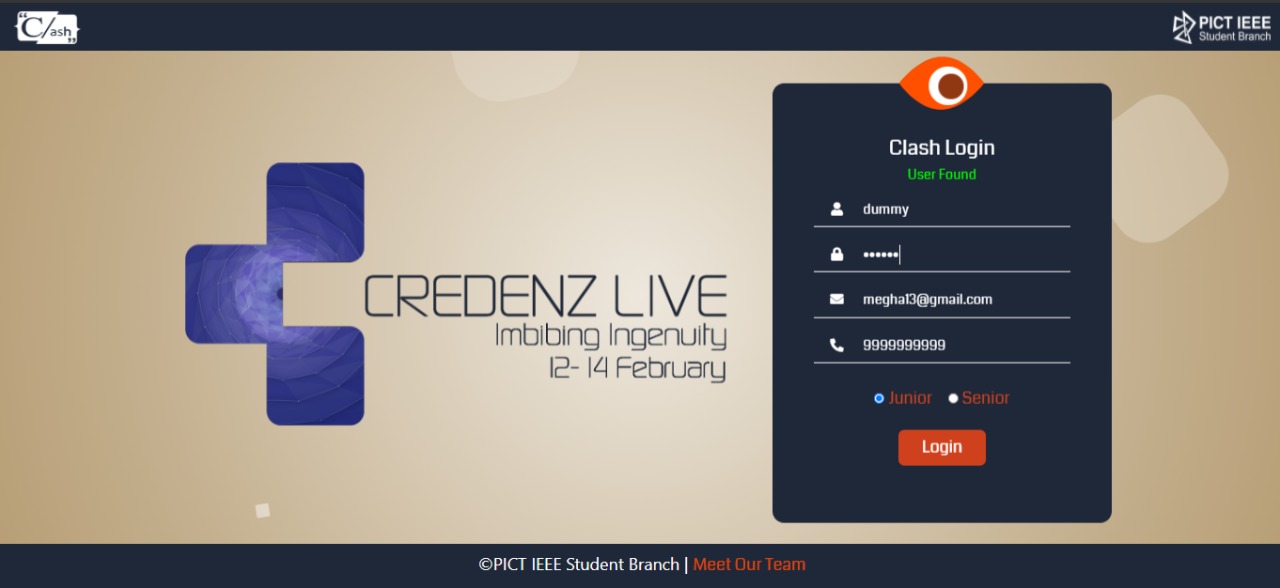 C/ash
PICT IEEE
Student Branch
Clash Login
User Found
dummy
••••••
megha13@gmail.com
9999999999
Junior Senior
Login
CREDENZ LIVE
Imbibing Ingenuity
12- 14 February
©PICT IEEE Student Branch | Meet Our Team